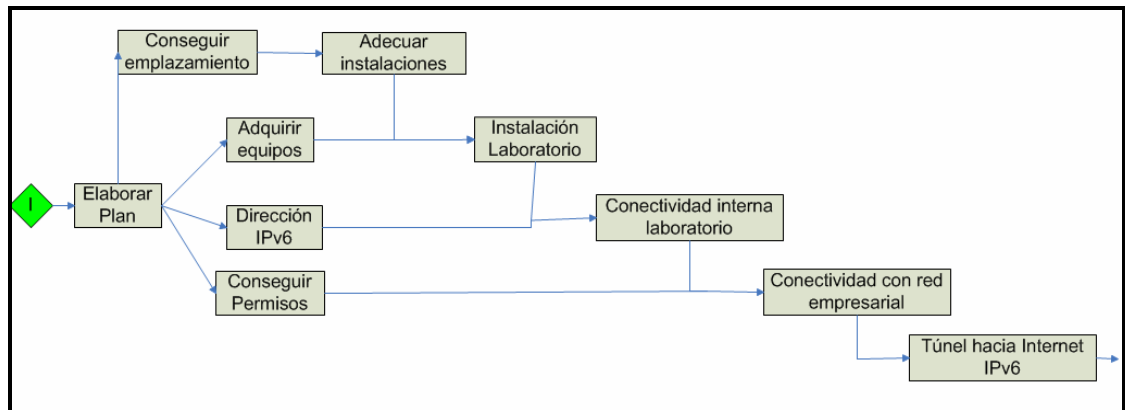 Conseguir
emplazamiento
Adecuar
instalaciones
Adquirir
equipos
Instalación
Laboratorio
I
Elaborar
Plan
Dirección
IPv6
Conectividad interna
laboratorio
Conseguir
Permisos
Conectividad con red
empresarial
Túnel hacia Internet
IPv6